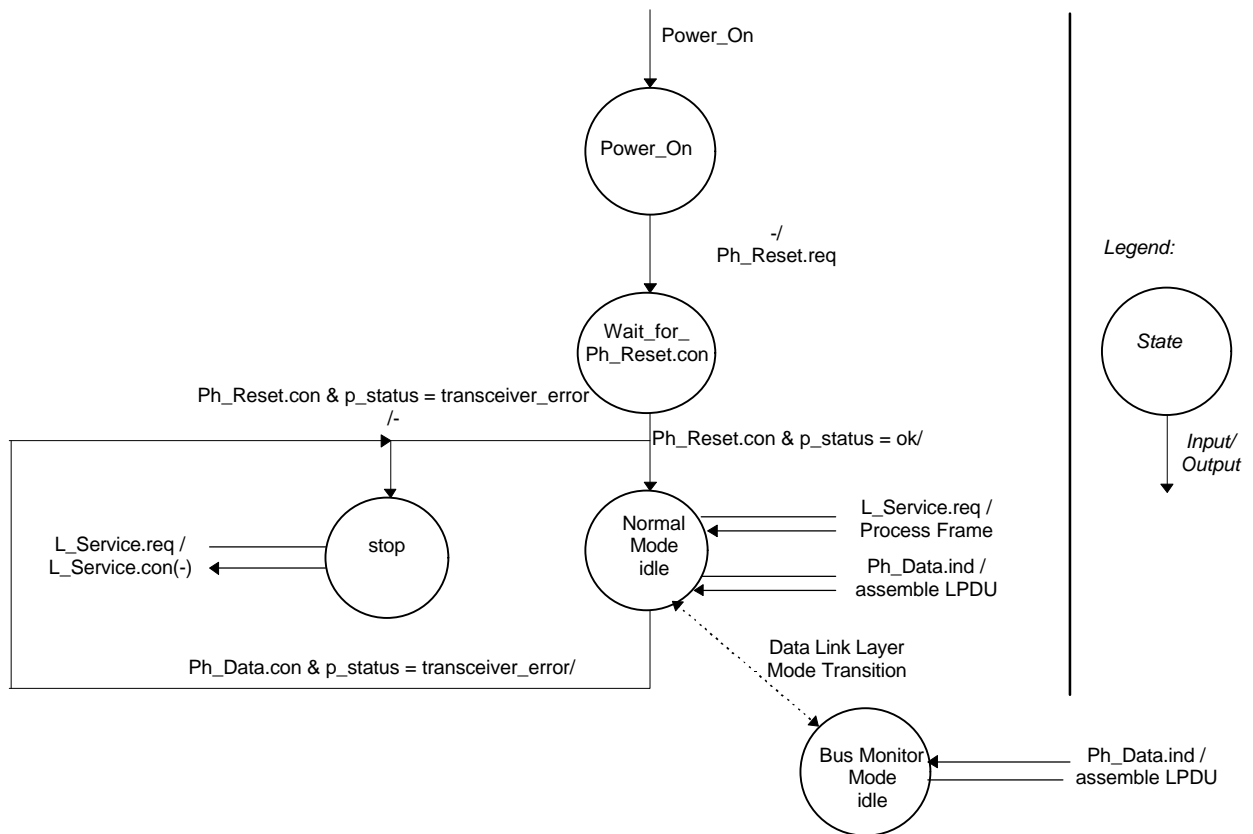 Power_On
Power_On
-/
Ph_Reset.req
Legend:
State
Input/
Output
Wait_for_
Ph_Reset.con
Ph_Reset.con & p_status = transceiver_error
/-
Ph_Reset.con & p_status = ok/
stop
L_Service.req /
L_Service.con(-)
Normal
Mode
idle
L_Service.req /
Process Frame
Ph_Data.ind /
assemble LPDU
Ph_Data.con & p_status = transceiver_error/
Data Link Layer
Mode Transition
Bus Monitor
Mode
idle
Ph_Data.ind /
assemble LPDU